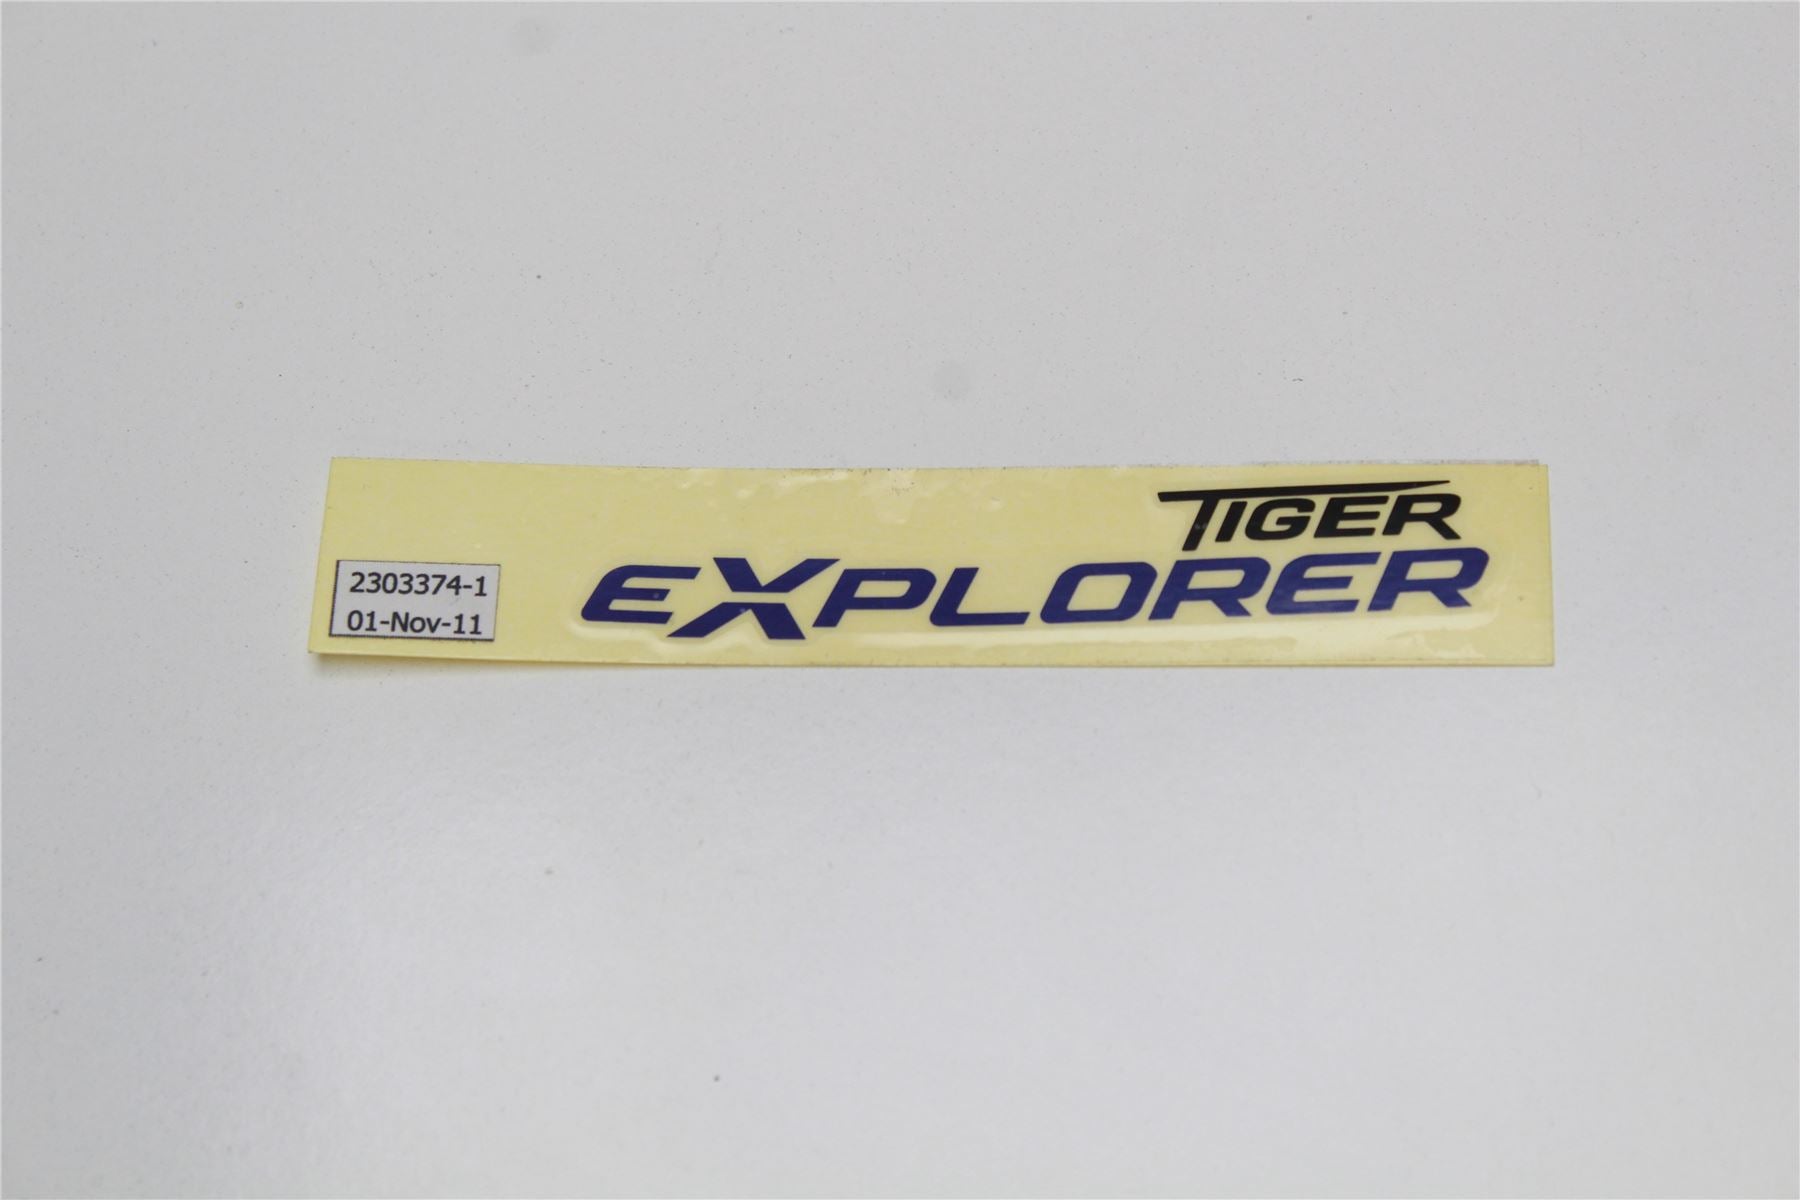 TIGER
EXPLORER
2303374-1
01-Nov-11